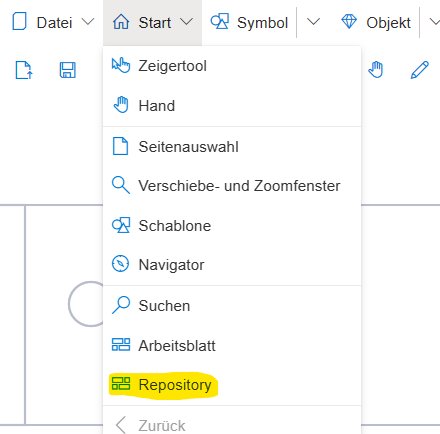 Datei Start Symbol Objekt
Zeigertool
Hand
Seitenauswahl
Verschiebe- und Zoomfenster
Schablone
Navigator
Suchen
Arbeitsblatt
Repository
Zurück